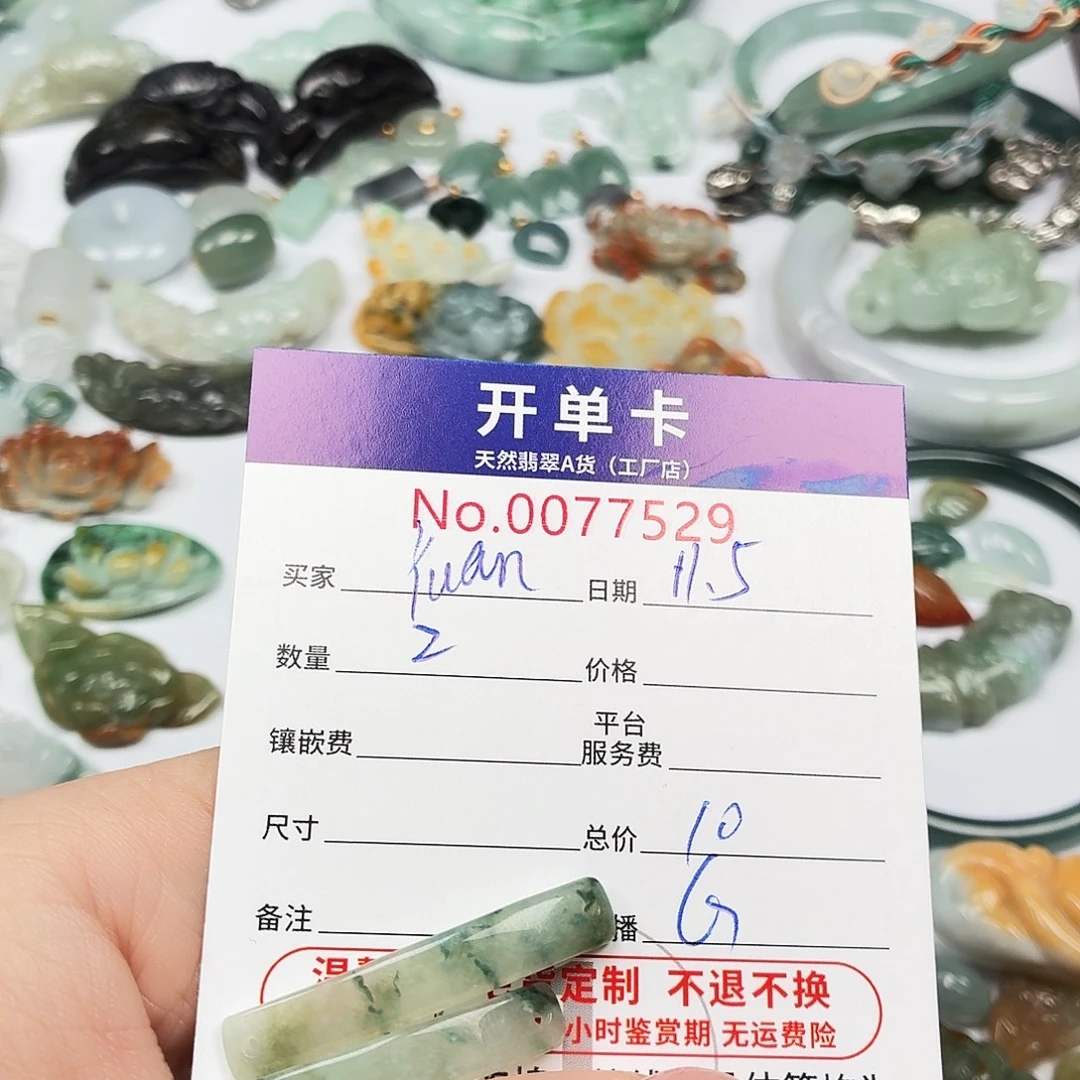 开单卡
天然翡翠A货（工厂店）
No.0077529
买家 Yuan 日期 11.5
数量 2 价格
镶嵌费 平台服务费
尺寸 总价 10
备注 播 G
定制 不退不换
小时鉴赏期 无运费险